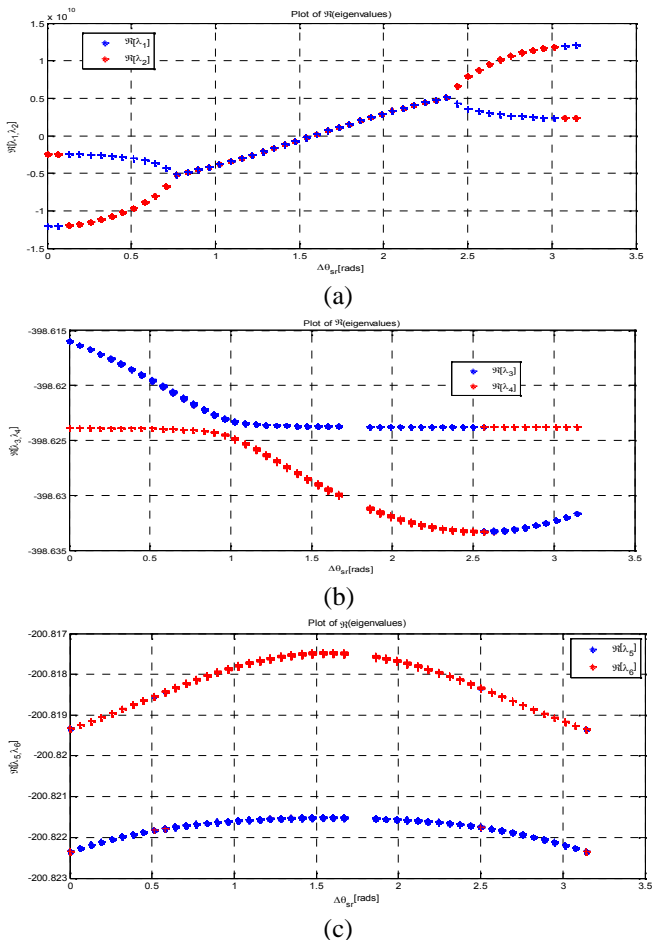 Plot of ℜ(eigenvalues)
x 10^10
ℜ[λ1]
ℜ[λ2]
1.5
1
0.5
0
-0.5
-1
-1.5
ℜ[λ1,λ2]
0
0.5
1
1.5
2
2.5
3
3.5
Δθsr[rads]
(a)
Plot of ℜ(eigenvalues)
-398.615
-398.62
-398.625
-398.63
-398.635
ℜ[λ3,λ4]
ℜ[λ3]
ℜ[λ4]
0
0.5
1
1.5
2
2.5
3
3.5
Δθsr[rads]
(b)
Plot of ℜ(eigenvalues)
-200.817
-200.818
-200.819
-200.82
-200.821
-200.822
-200.823
ℜ[λ5,λ6]
ℜ[λ5]
ℜ[λ6]
0
0.5
1
1.5
2
2.5
3
3.5
Δθsr[rads]
(c)